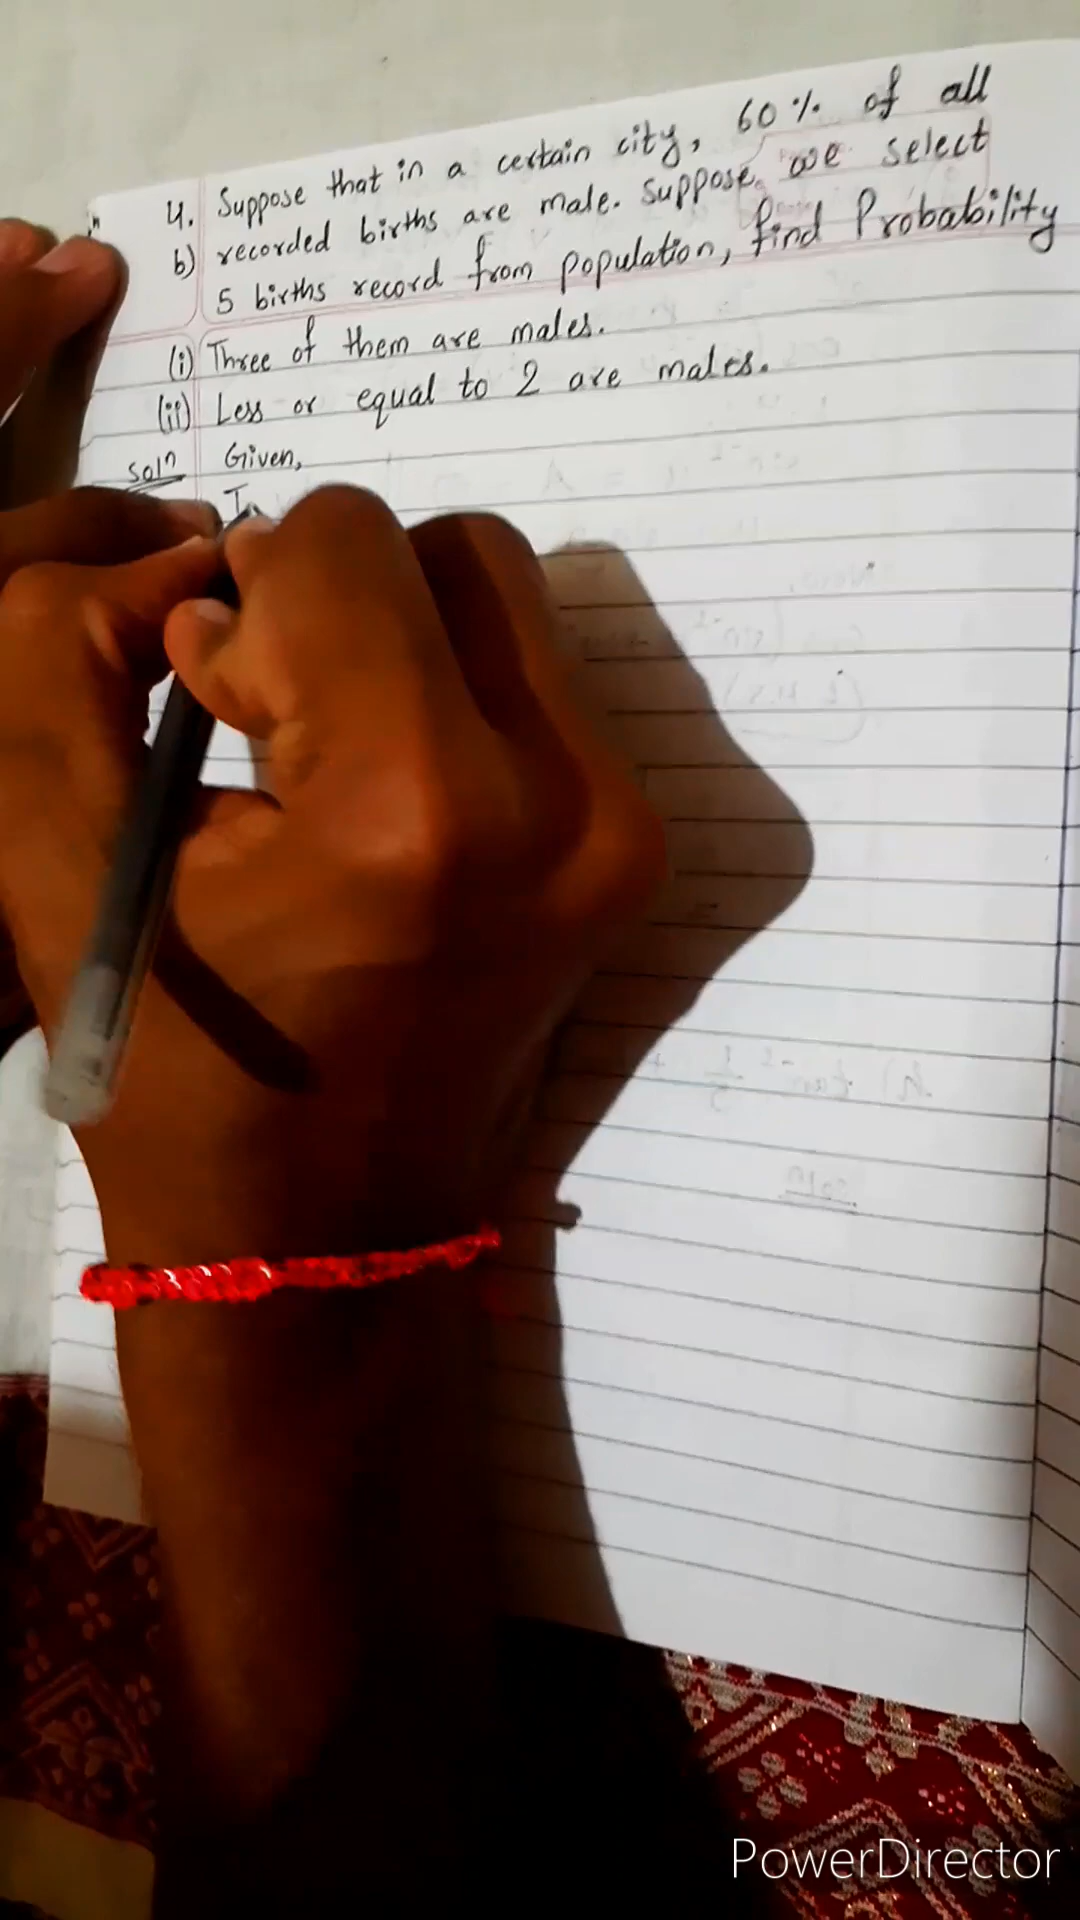 4. Suppose that in a certain city, 60% of all
b) recorded births are male. Suppose, we select
5 births record from population, find Probability
(i) Three of them are males.
(ii) Less or equal to 2 are males.
Soln Given,
T
PowerDirector